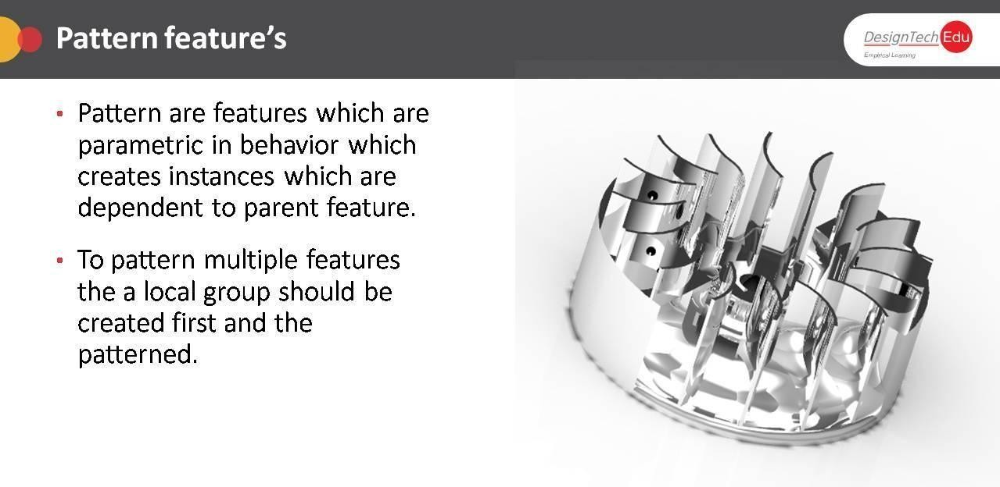 Pattern feature's
DesignTech Edu
Empirical Learning
• Pattern are features which are
parametric in behavior which
creates instances which are
dependent to parent feature.
• To pattern multiple features
the a local group should be
created first and the
patterned.